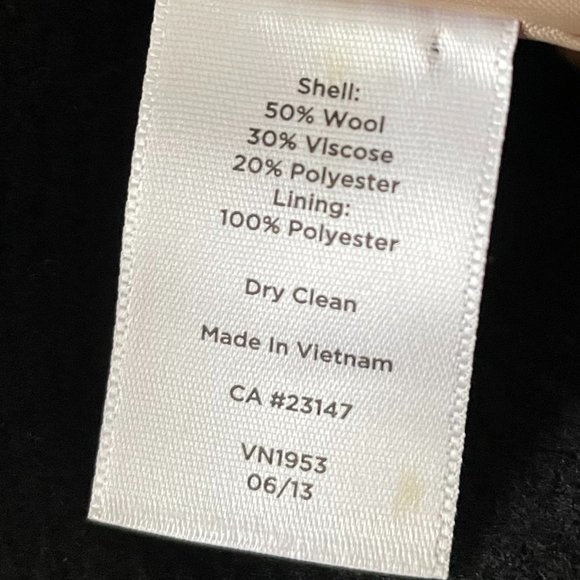 Shell:
50% Wool
30% Viscose
20% Polyester
Lining:
100% Polyester
Dry Clean
Made In Vietnam
CA #23147
VN1953
06/13